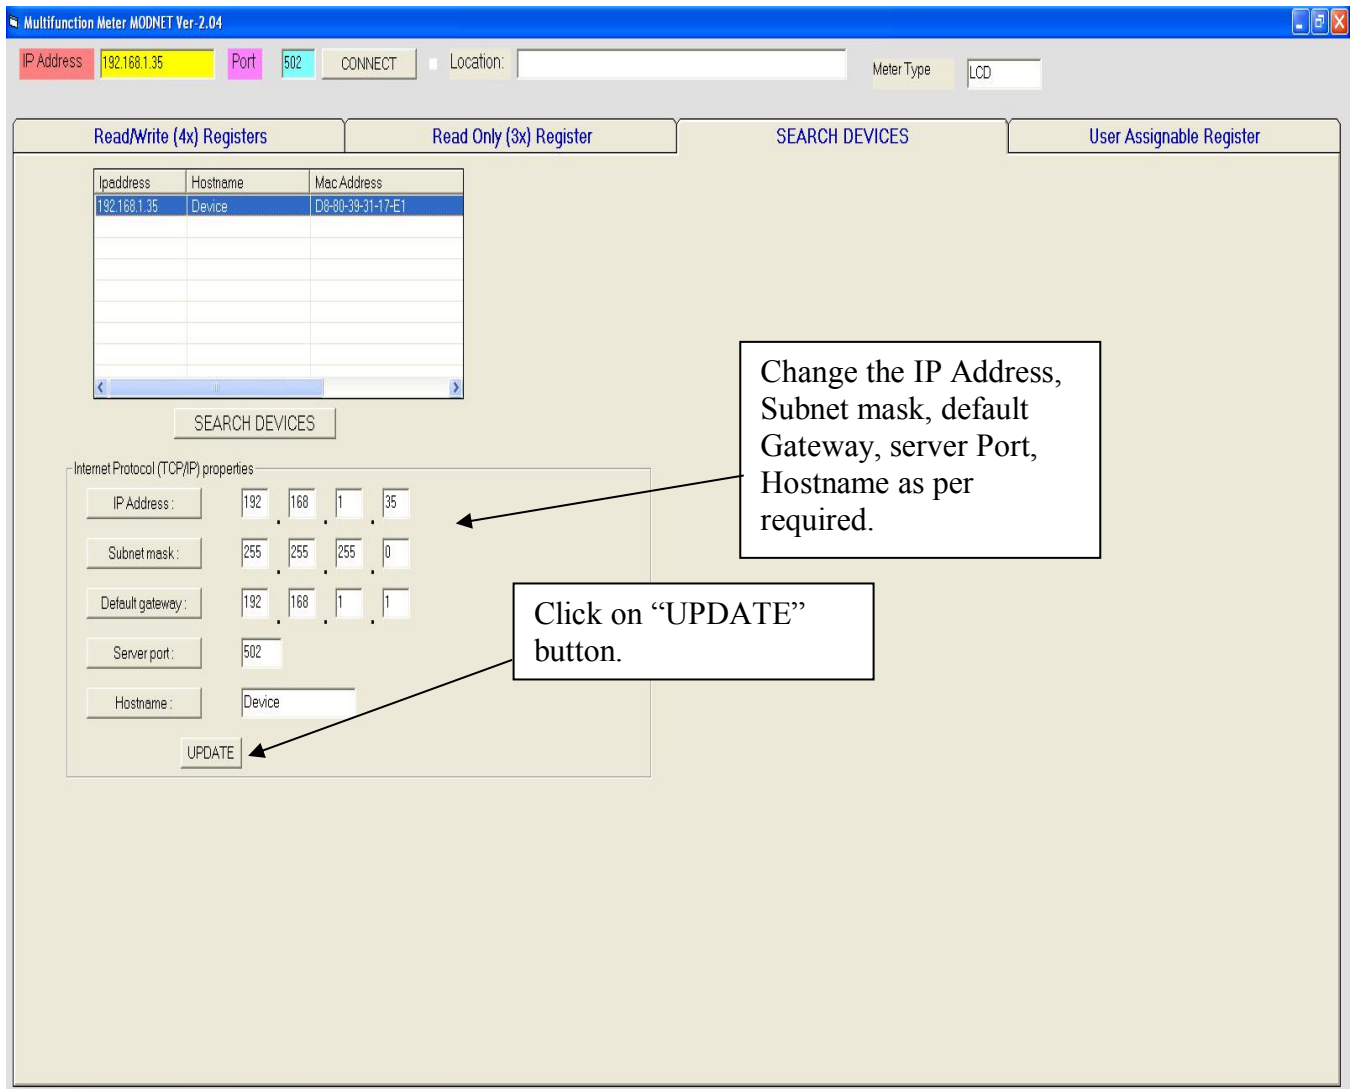 Multifunction Meter MODNET Ver-2.04
IP Address 192.168.1.35 Port 502 CONNECT Location: Meter Type LCD
Read/Write (4x) Registers Read Only (3x) Register SEARCH DEVICES User Assignable Register
Ipaddress Hostname Mac Address
192.168.1.35 Device D8-80-39-31-17-E1
SEARCH DEVICES
Internet Protocol (TCP/IP) properties
IP Address : 192 . 168 . 1 . 35
Subnet mask : 255 . 255 . 255 . 0
Default gateway : 192 . 168 . 1 . 1
Server port : 502
Hostname : Device
UPDATE
Change the IP Address,
Subnet mask, default
Gateway, server Port,
Hostname as per
required.
Click on “UPDATE”
button.